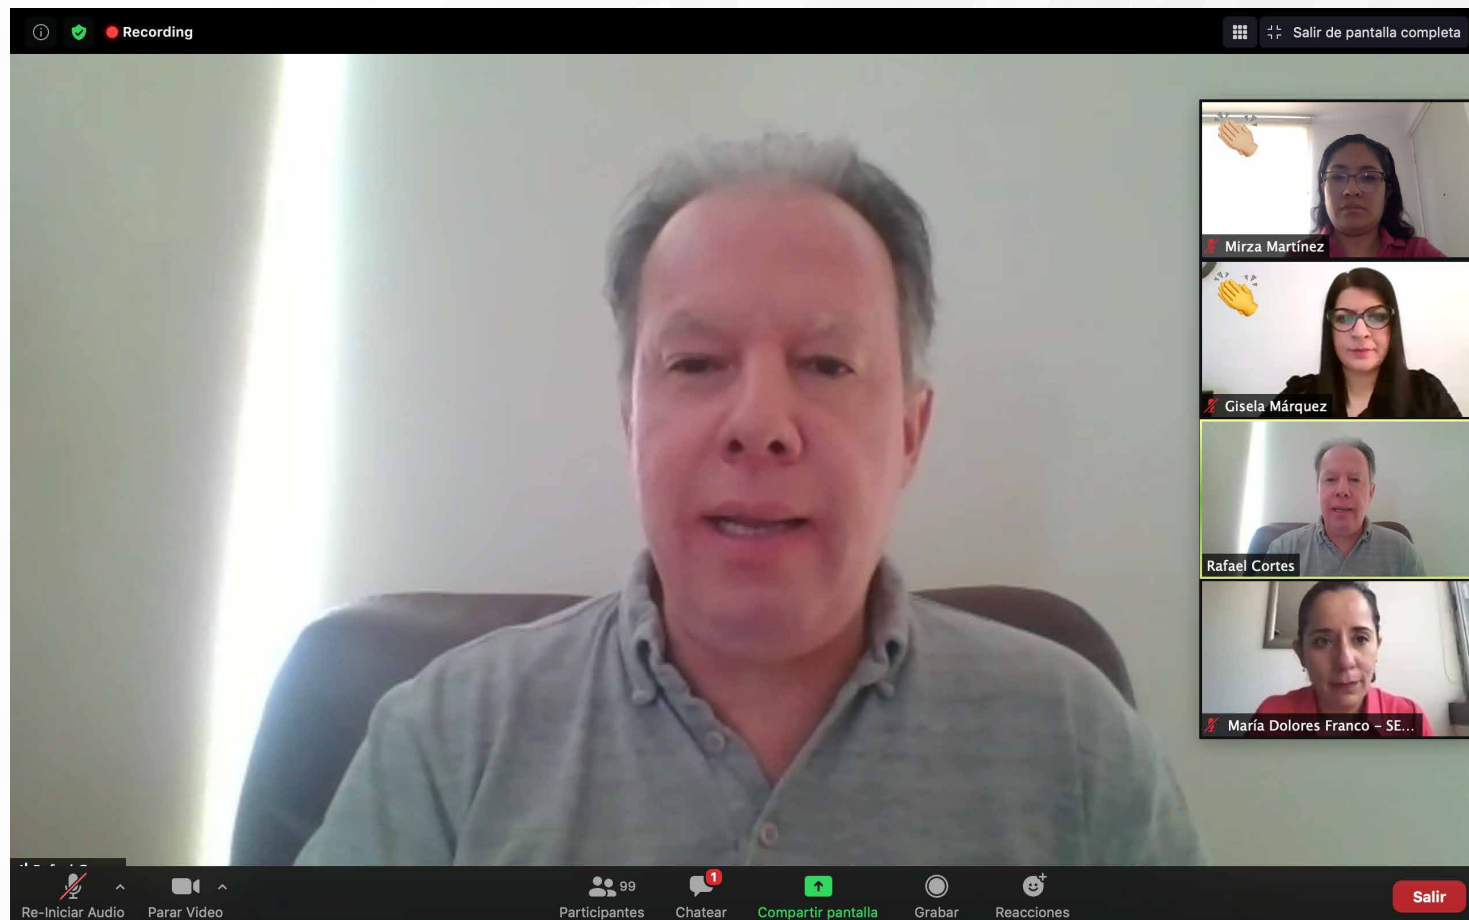 Recording
Salir de pantalla completa
Mirza Martínez
Gisela Márquez
Rafael Cortes
María Dolores Franco – SE...
99
1
Re-Iniciar Audio
Parar Video
Participantes
Chatear
Compartir pantalla
Grabar
Reacciones
Salir